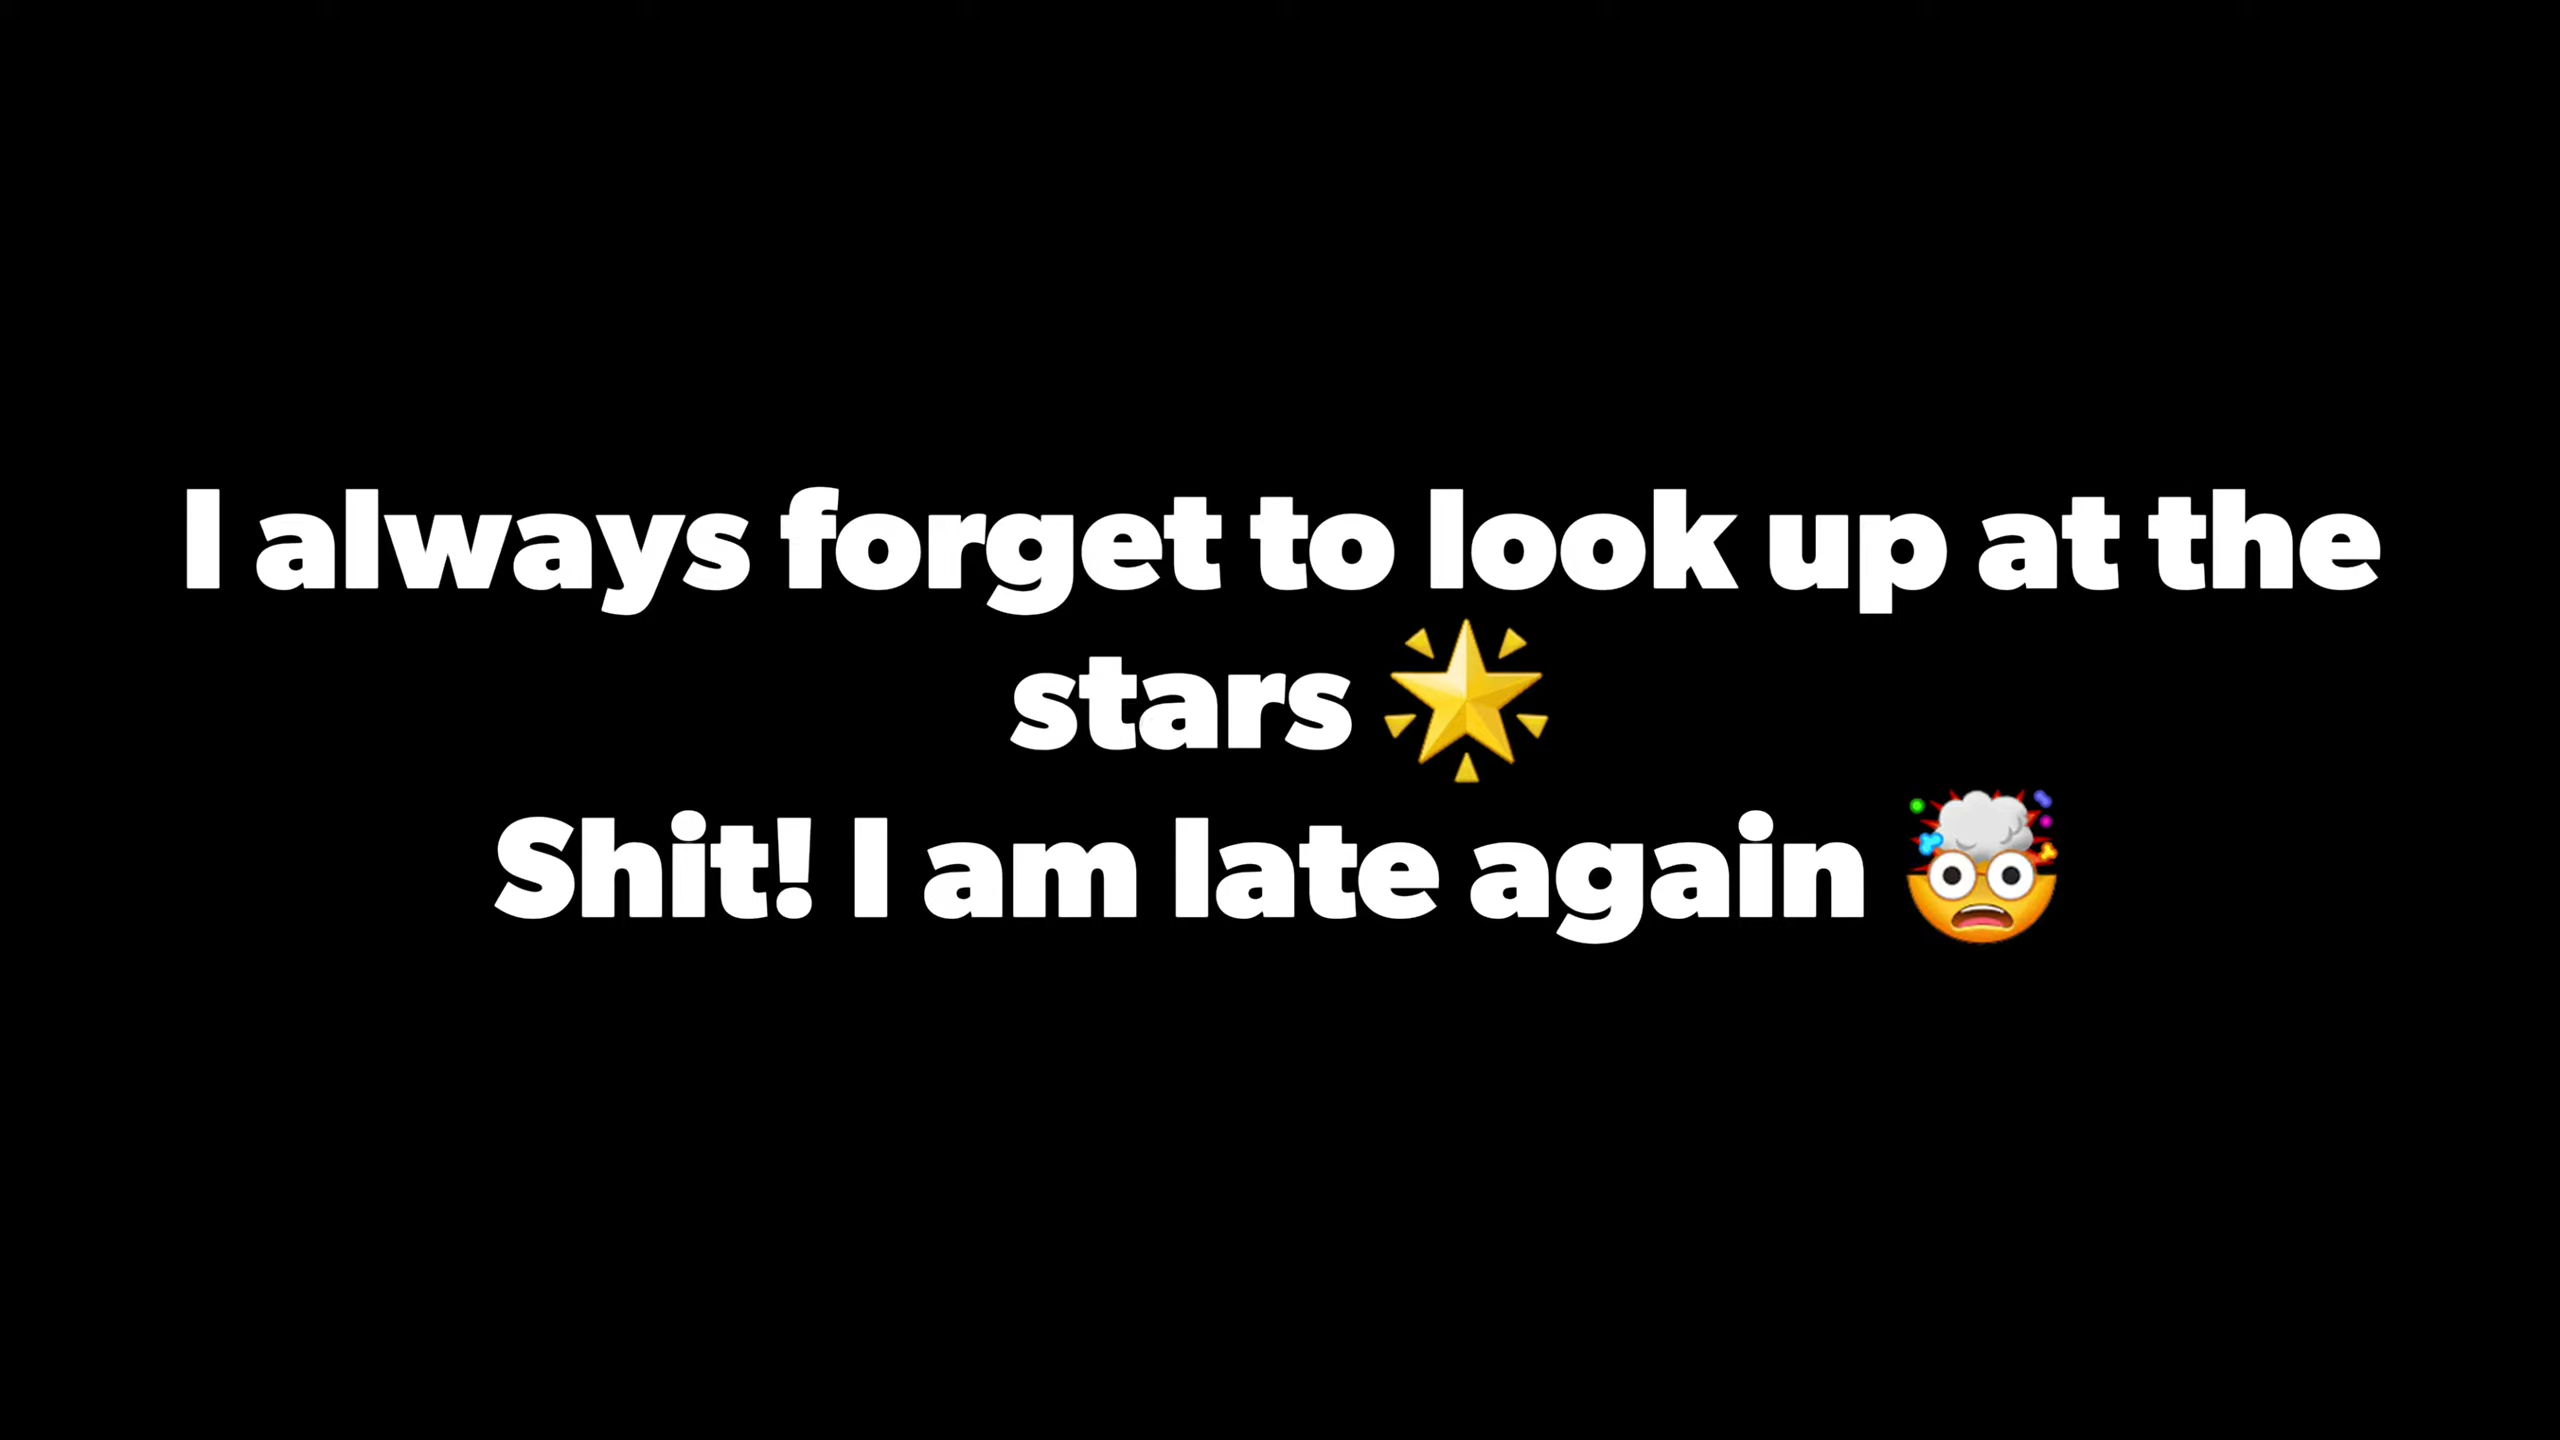 I always forget to look up at the
stars 🌟
Shit! I am late again 🤯